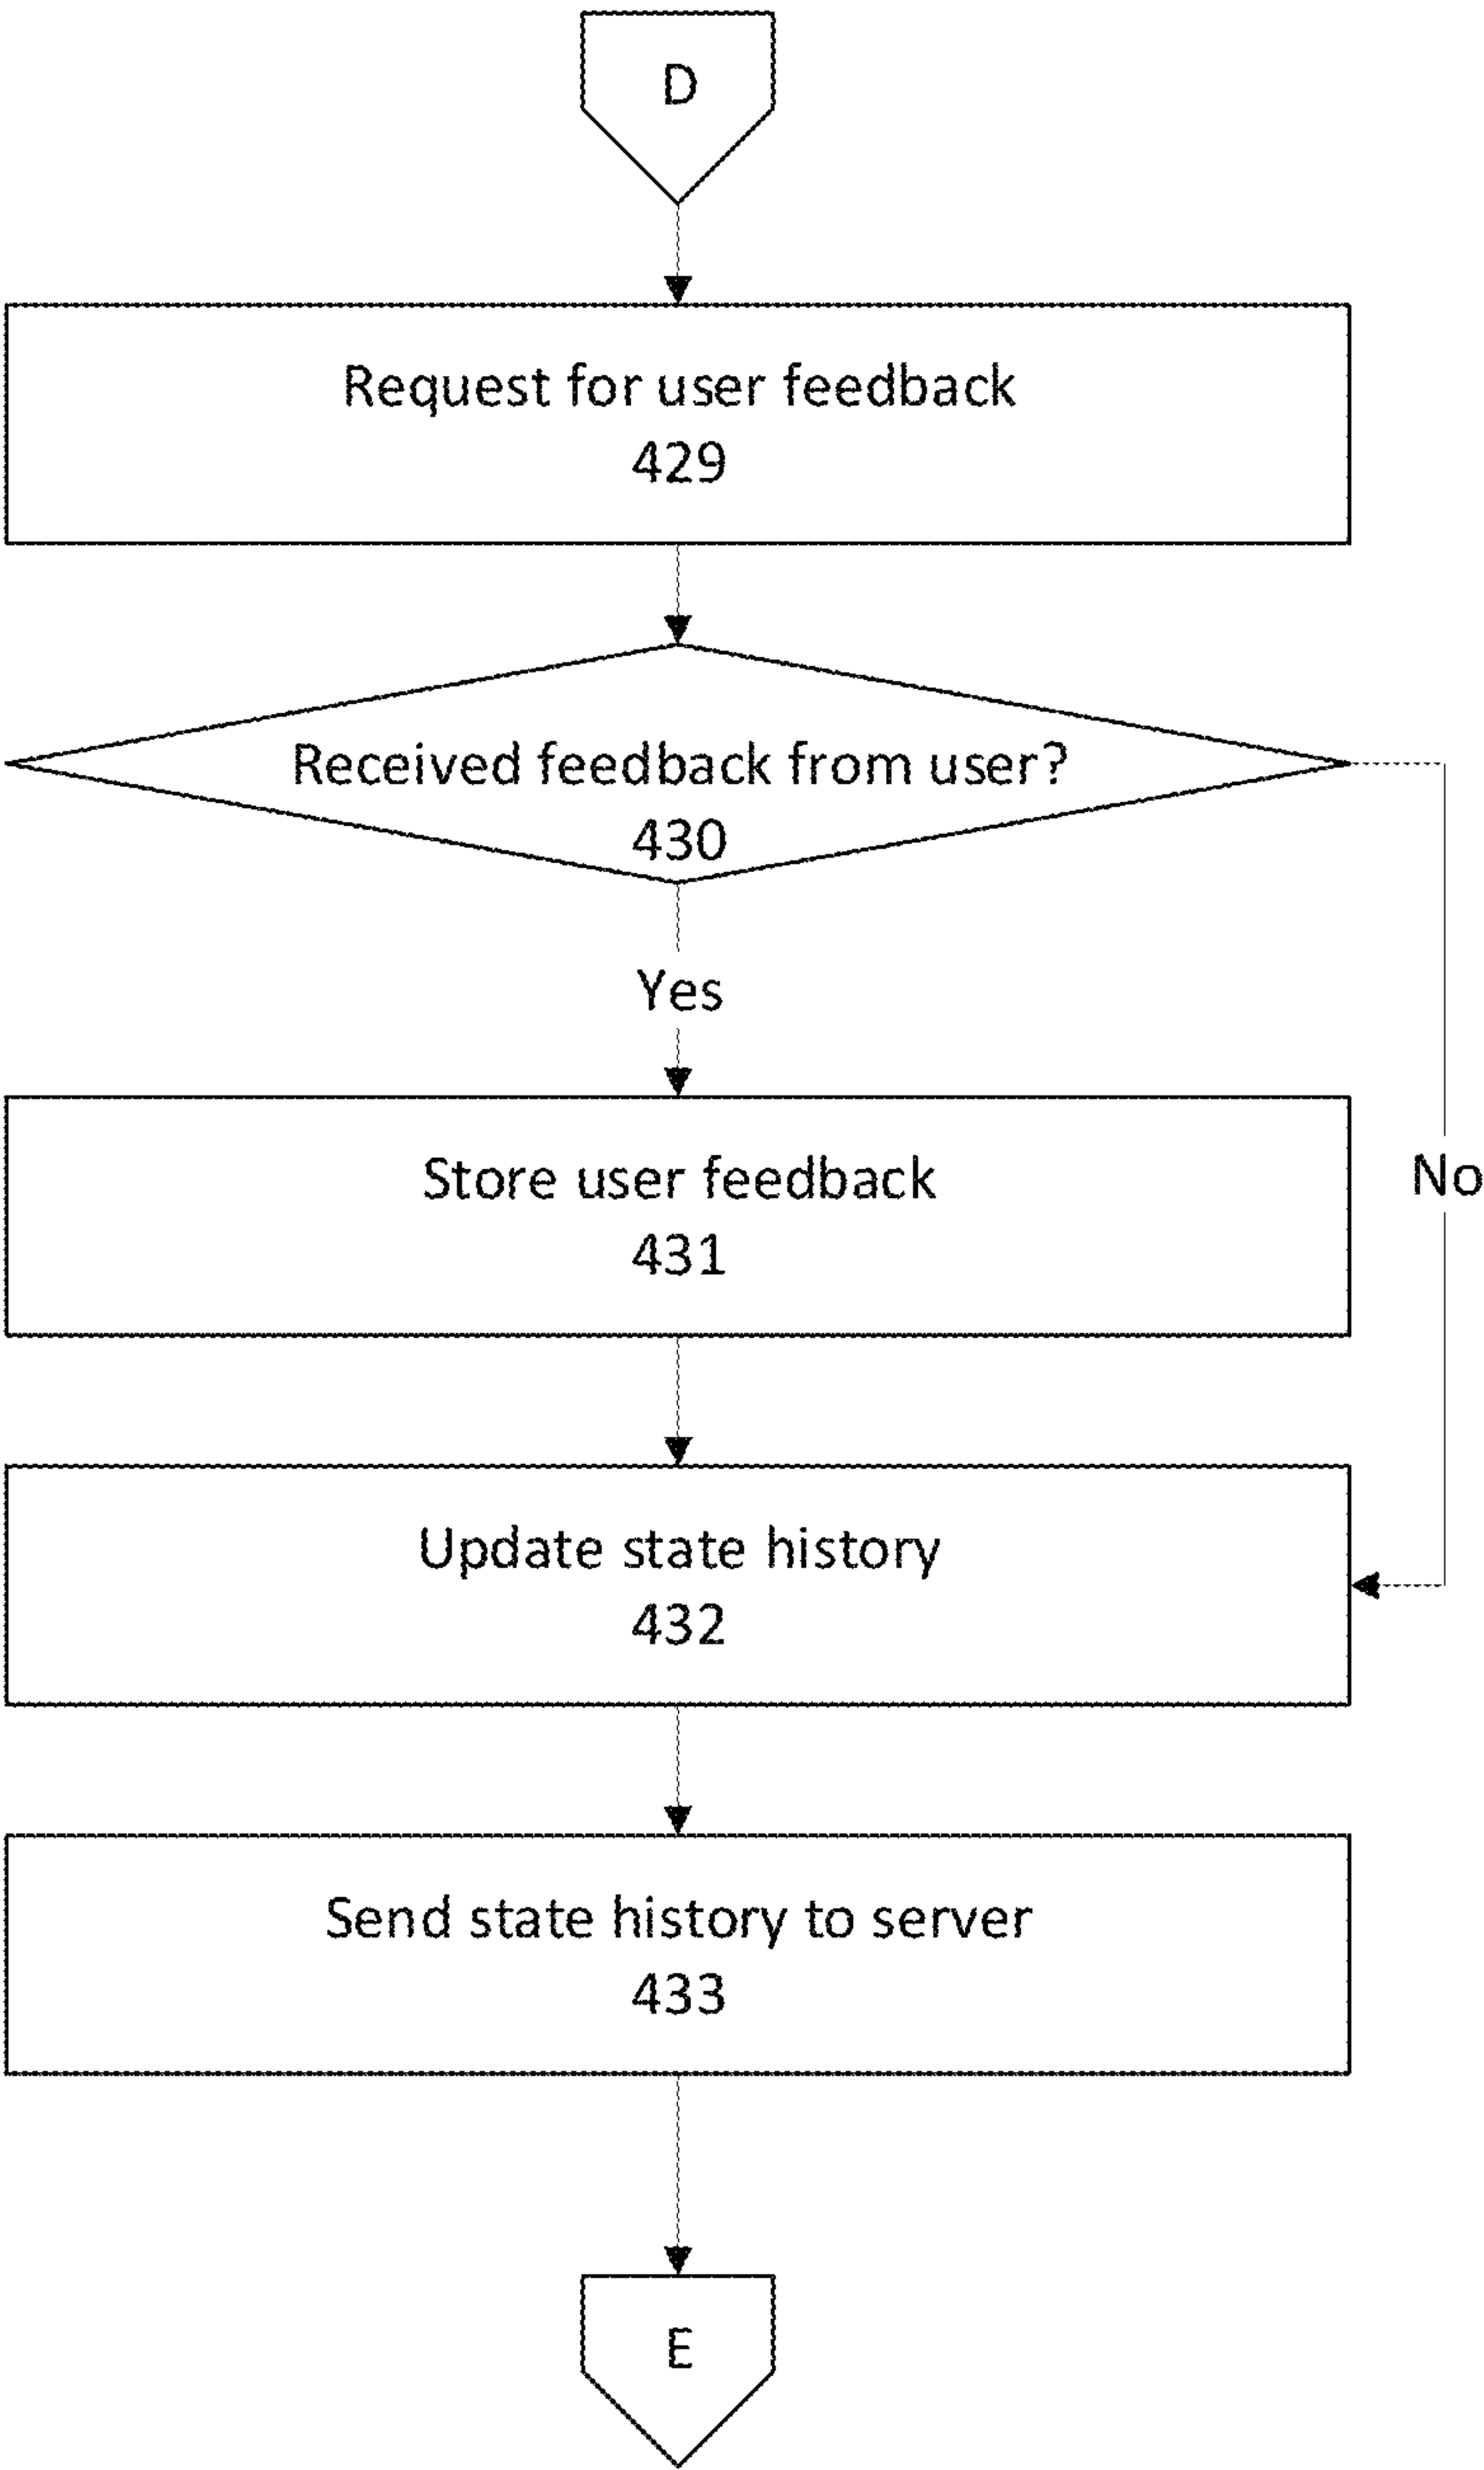 D
Request for user feedback
429
Received feedback from user?
430
Yes
Store user feedback
431
No
Update state history
432
Send state history to server
433
E